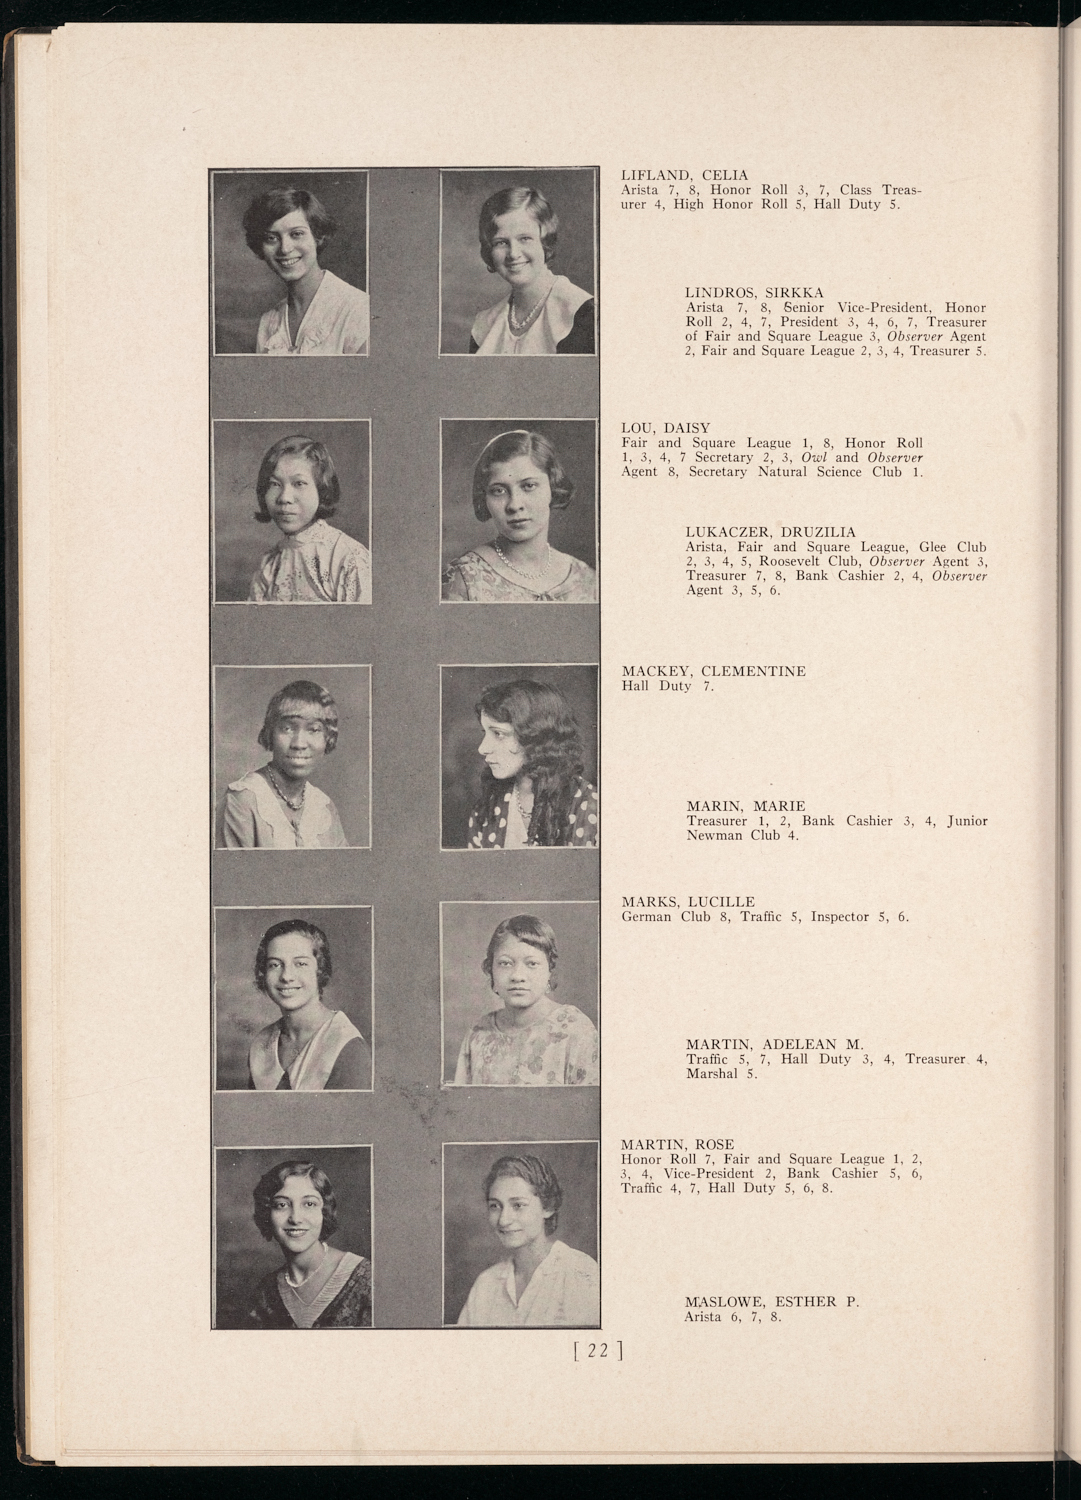 LIFLAND, CELIA
Arista 7, 8, Honor Roll 3, 7, Class Treas-
urer 4, High Honor Roll 5, Hall Duty 5.
LINDROS, SIRKKA
Arista 7, 8, Senior Vice-President, Honor
Roll 2, 4, 7, President 3, 4, 6, 7, Treasurer
of Fair and Square League 3, Observer Agent
2, Fair and Square League 2, 3, 4, Treasurer 5.
LOU, DAISY
Fair and Square League 1, 8, Honor Roll
1, 3, 4, 7 Secretary 2, 3, Owl and Observer
Agent 8, Secretary Natural Science Club 1.
LUKACZER, DRUZILIA
Arista, Fair and Square League, Glee Club
2, 3, 4, 5, Roosevelt Club, Observer Agent 3,
Treasurer 7, 8, Bank Cashier 2, 4, Observer
Agent 3, 5, 6.
MACKEY, CLEMENTINE
Hall Duty 7.
MARIN, MARIE
Treasurer 1, 2, Bank Cashier 3, 4, Junior
Newman Club 4.
MARKS, LUCILLE
German Club 8, Traffic 5, Inspector 5, 6.
MARTIN, ADELEAN M.
Traffic 5, 7, Hall Duty 3, 4, Treasurer 4,
Marshal 5.
MARTIN, ROSE
Honor Roll 7, Fair and Square League 1, 2,
3, 4, Vice-President 2, Bank Cashier 5, 6,
Traffic 4, 7, Hall Duty 5, 6, 8.
MASLOWE, ESTHER P.
Arista 6, 7, 8.
[ 22 ]